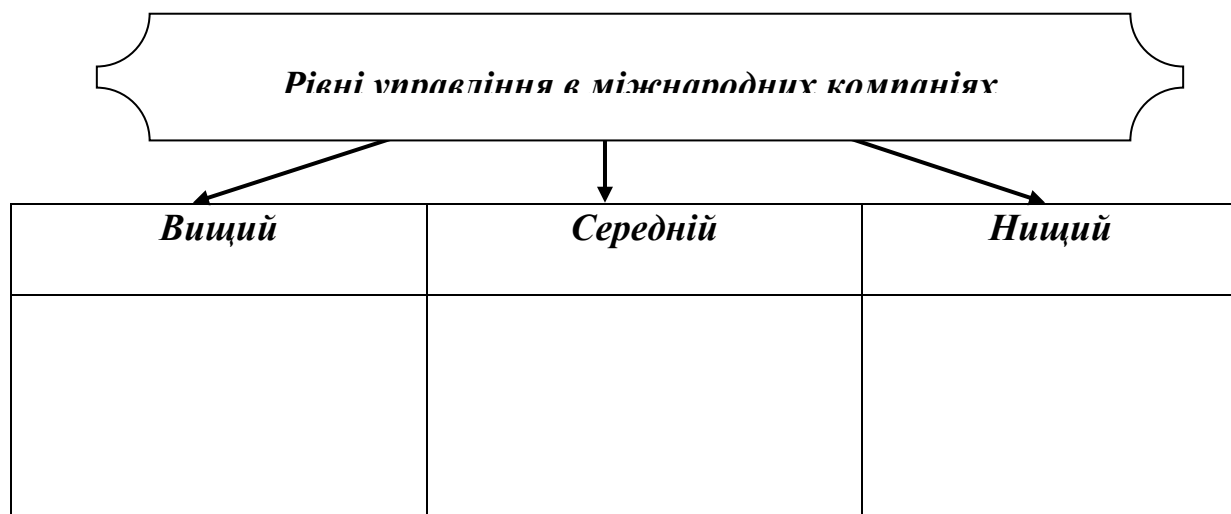 Рівні управління в міжнародних компаніях
Вищий
Середній
Нищий